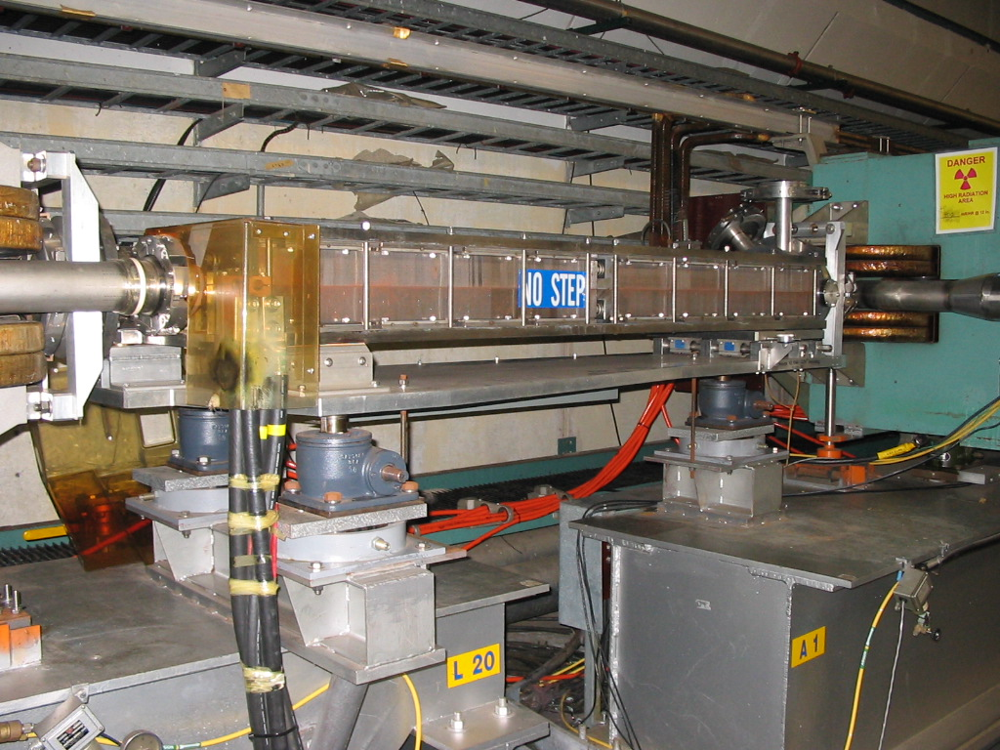 DANGER
HIGH RADIATION
AREA
NO STEP
L 20
A 1